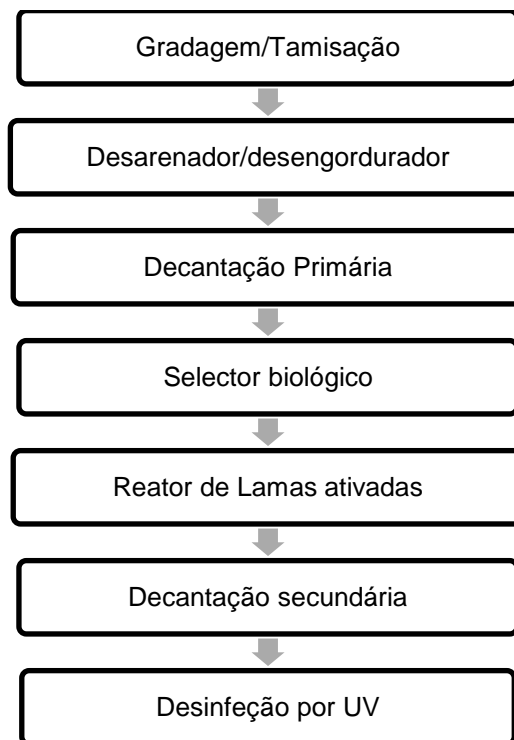 Gradagem/Tamisação
Desarenador/desengordurador
Decantação Primária
Selector biológico
Reator de Lamas ativadas
Decantação secundária
Desinfeção por UV